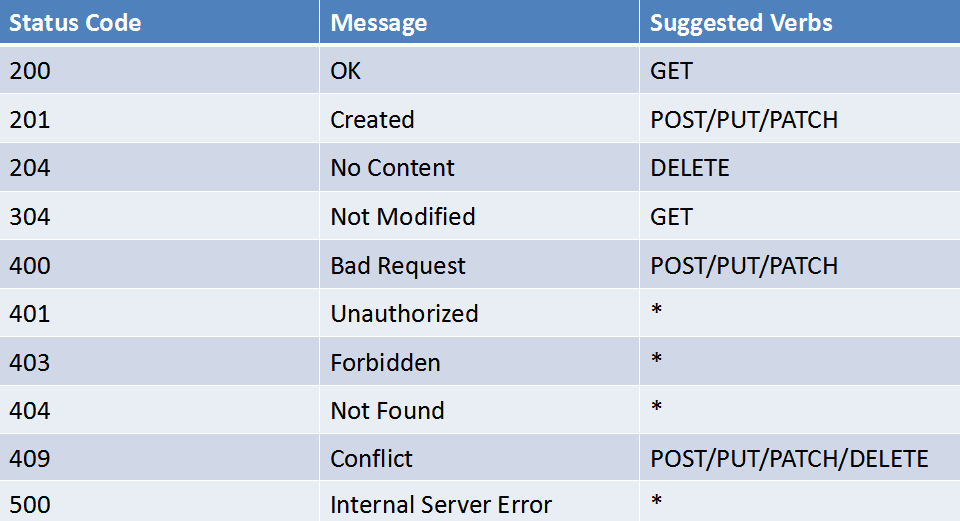 Status Code Message Suggested Verbs
200 OK GET
201 Created POST/PUT/PATCH
204 No Content DELETE
304 Not Modified GET
400 Bad Request POST/PUT/PATCH
401 Unauthorized *
403 Forbidden *
404 Not Found *
409 Conflict POST/PUT/PATCH/DELETE
500 Internal Server Error *